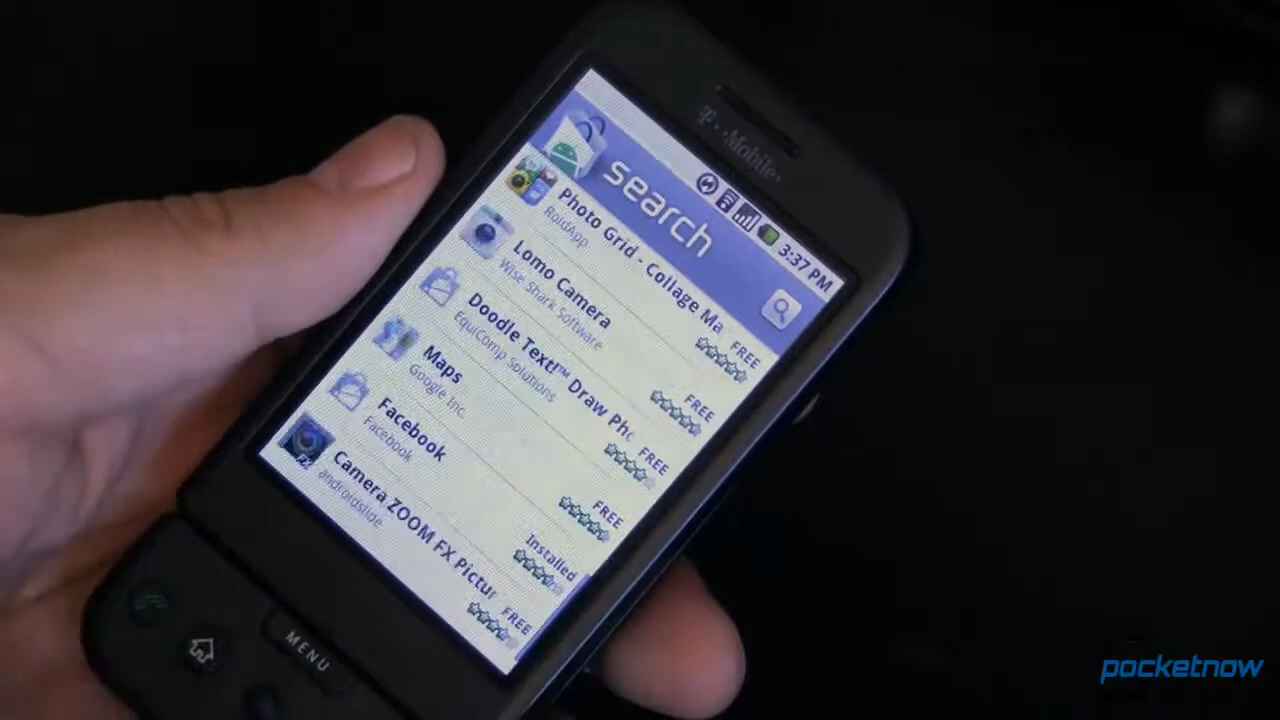 T··Mobile·
3:37 PM
search
Photo Grid - Collage Ma
RoidApp
FREE
Lomo Camera
Wise Shark Software
FREE
Doodle Text!™ Draw Pho
EquiComp Solutions
FREE
Maps
Google Inc.
FREE
Facebook
Facebook
Installed
Camera ZOOM FX Pictur
androidslide
FREE
MENU
pocketnow